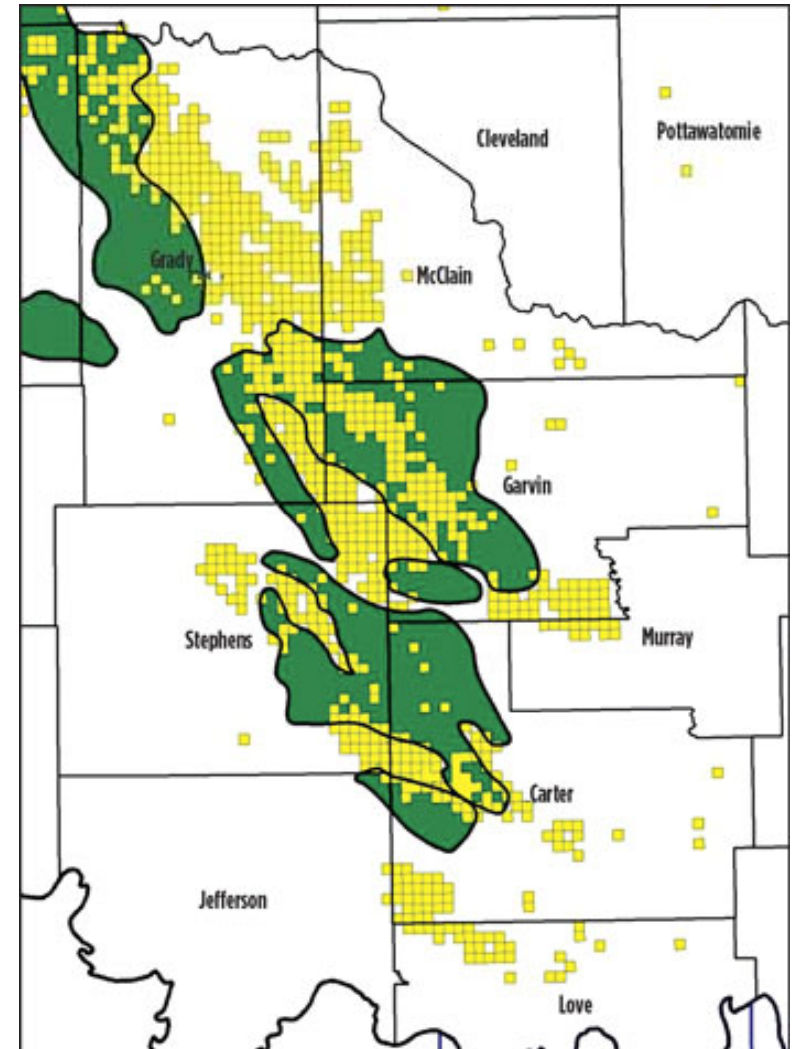 Cleveland
Pottawatomie
Grady
McClain
Garvin
Stephens
Murray
Carter
Jefferson
Love